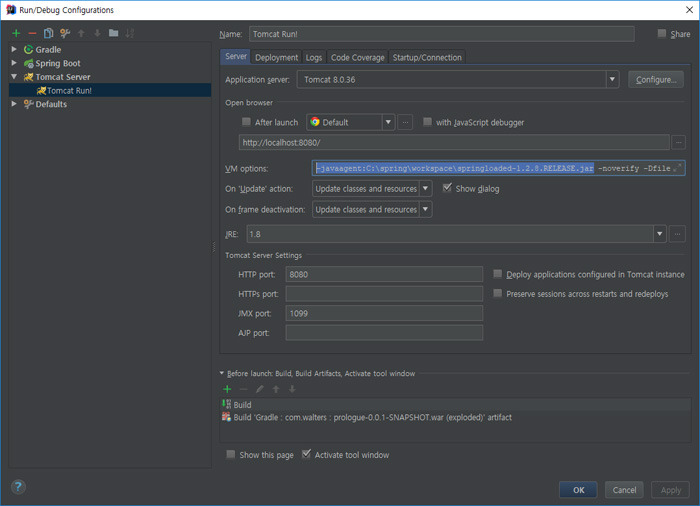 Run/Debug Configurations
Gradle
Spring Boot
Tomcat Server
Tomcat Run!
Defaults
Name: Tomcat Run! Share
Server Deployment Logs Code Coverage Startup/Connection
Application server: Tomcat 8.0.36 Configure...
Open browser
After launch Default ... with JavaScript debugger
http://localhost:8080/ ...
VM options: -javaagent:C:\spring\workspace\springloaded-1.2.8.RELEASE.jar -noverify -Dfile.
On 'Update' action: Update classes and resources Show dialog
On frame deactivation: Update classes and resources
JRE: 1.8 ...
Tomcat Server Settings
HTTP port: 8080 Deploy applications configured in Tomcat instance
HTTPs port: Preserve sessions across restarts and redeploys
JMX port: 1099
AJP port:
Before launch: Build, Build Artifacts, Activate tool window
Build
Build 'Gradle : com.walters : prologue-0.0.1-SNAPSHOT.war (exploded)' artifact
Show this page Activate tool window
? OK Cancel Apply